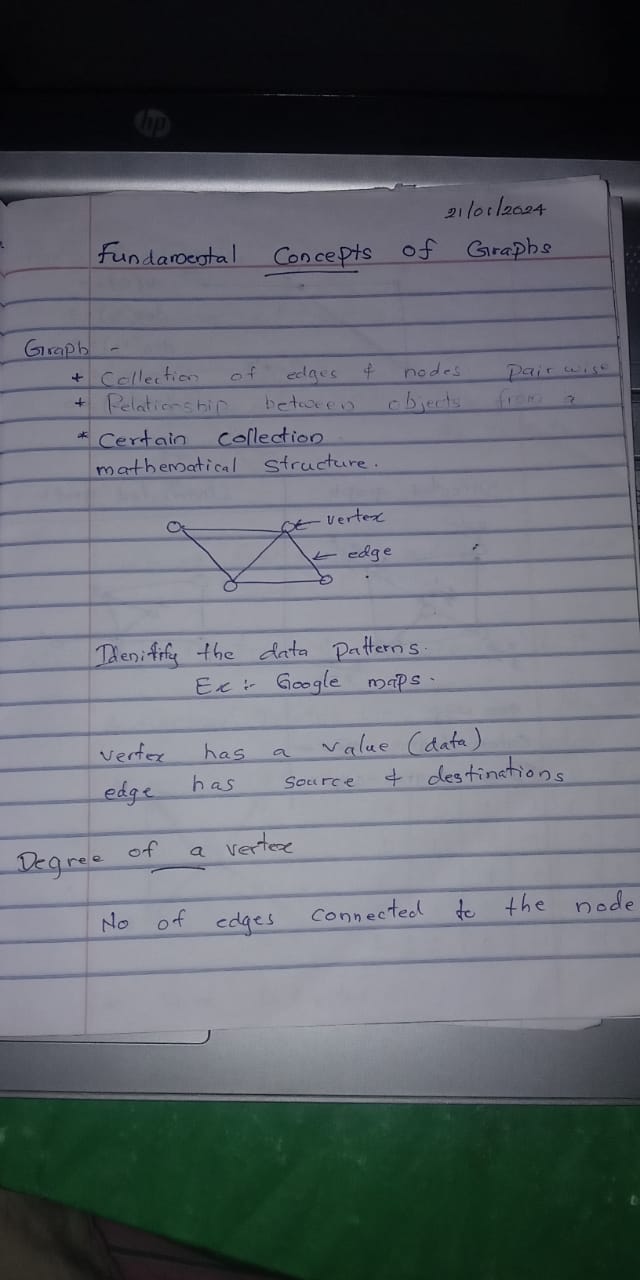 hp
21/01/2024
Fundamental Concepts of Graphs
Graph -
+ Collection of edges & nodes pair wise
+ Relationship between objects from a
* Certain collection
mathematical structure.
vertex
edge
Idenitify the data patterns.
Ex :- Google maps.
vertex has a value (data)
edge has source & destinations
Degree of a vertex
No of edges connected to the node